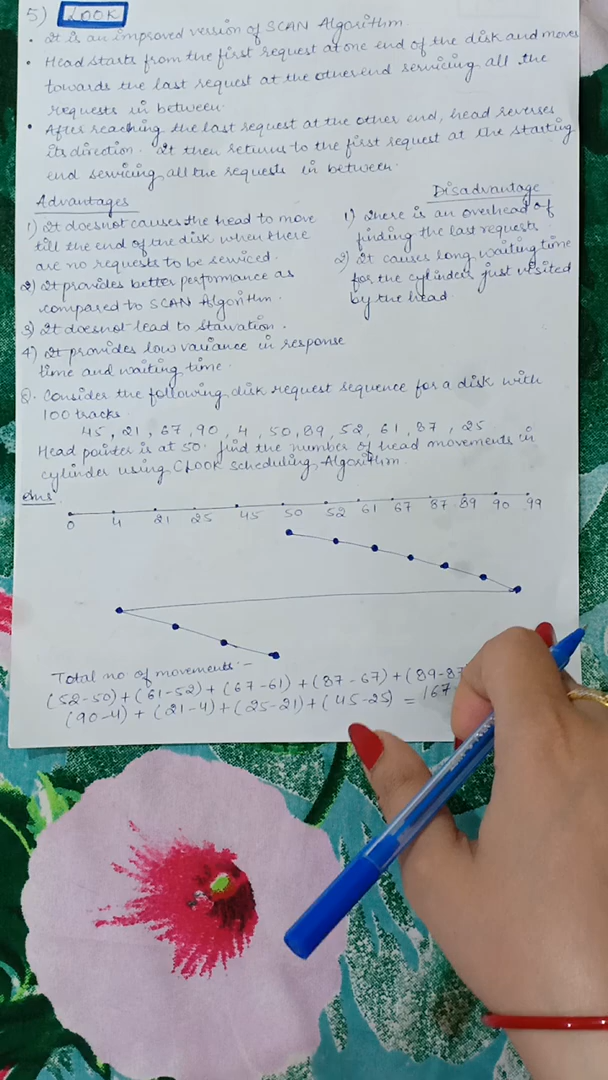 5) LOOK
• It is an improved version of SCAN Algorithm
• Head starts from the first request at one end of the disk and moves
towards the last request at the other end servicing all the
requests in between.
• After reaching the last request at the other end, head reverses
its direction. It then returns to the first request at the starting
end servicing all the requests in between.
Advantages
1) It doesnot causes the head to move
till the end of the disk when there
are no requests to be serviced.
2) It provides better performance as
compared to SCAN Algorithm.
3) It doesnot lead to starvation.
4) It provides low variance in response
time and waiting time.
Disadvantage
1) There is an overhead of
finding the last requests.
2) It causes long waiting time
for the cylinders just visited
by the head.
Q. Consider the following disk request sequence for a disk with
100 tracks
45, 21, 67, 90, 4, 50, 89, 52, 61, 87, 25
Head pointer is at 50. find the number of head movements in
cylinder using CLOOK scheduling Algorithm.
Ans
0 4 21 25 45 50 52 61 67 87 89 90 99
Total no of movements:-
(52-50)+(61-52)+(67-61)+(87-67)+(89-87
(90-4)+(21-4)+(25-21)+(45-25) = 167